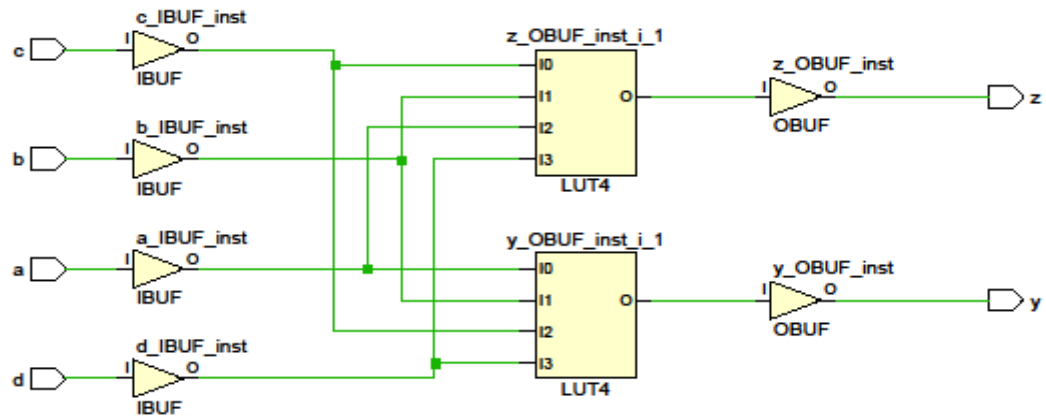 c_IBUF_inst
c I O
IBUF
z_OBUF_inst_i_1
I0
I1
I2
I3
O
LUT4
z_OBUF_inst
I O z
OBUF
b_IBUF_inst
b I O
IBUF
a_IBUF_inst
a I O
IBUF
y_OBUF_inst_i_1
I0
I1
I2
I3
O
LUT4
y_OBUF_inst
I O y
OBUF
d_IBUF_inst
d I O
IBUF